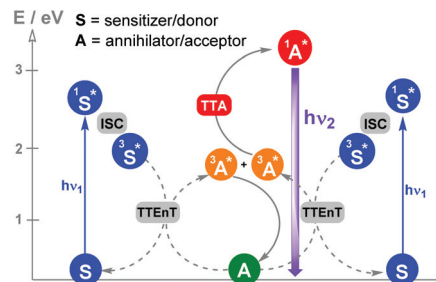 E / eV
S = sensitizer/donor
A = annihilator/acceptor
3
2
1
¹S*
ISC
³S*
hν₁
TTEnT
S
TTA
¹A*
hν₂
³A* + ³A*
A
¹S*
ISC
³S*
hν₁
TTEnT
S